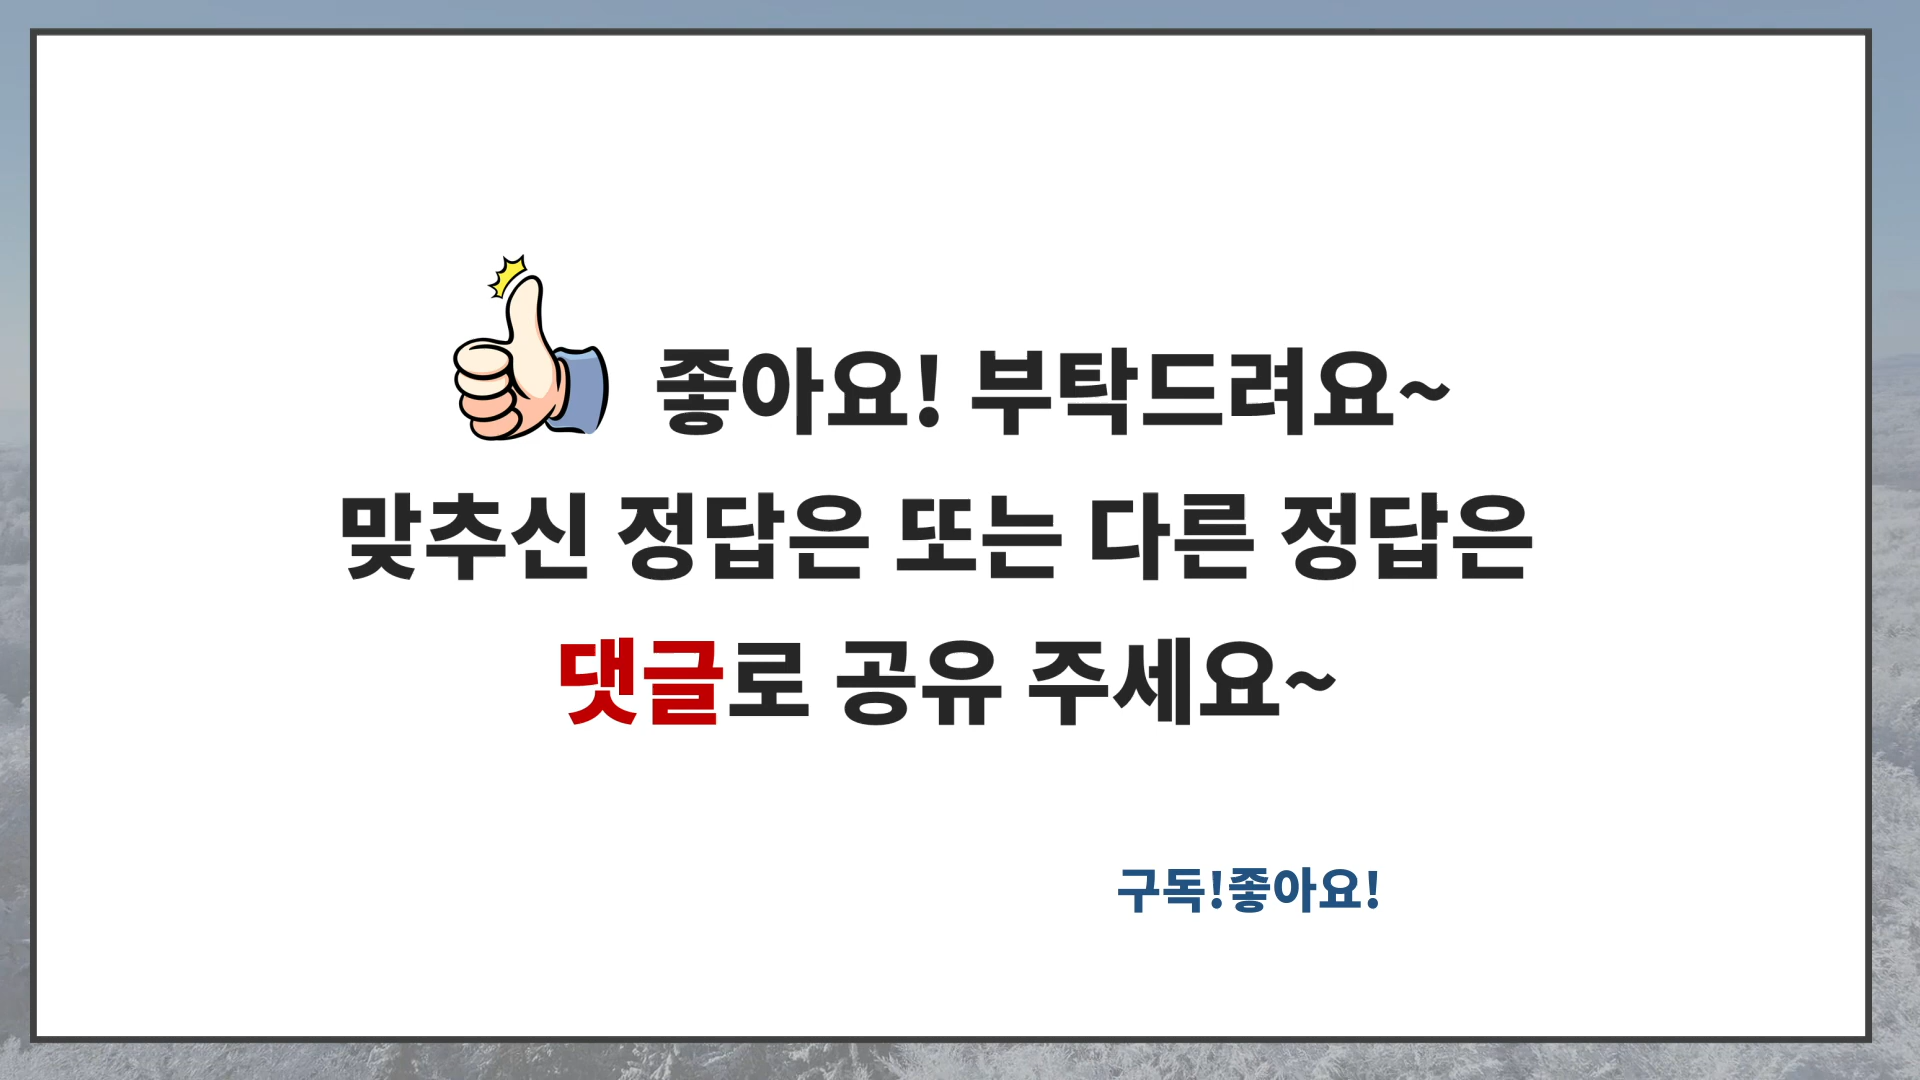 좋아요! 부탁드려요~
맞추신 정답은 또는 다른 정답은
댓글로 공유 주세요~
구독!좋아요!